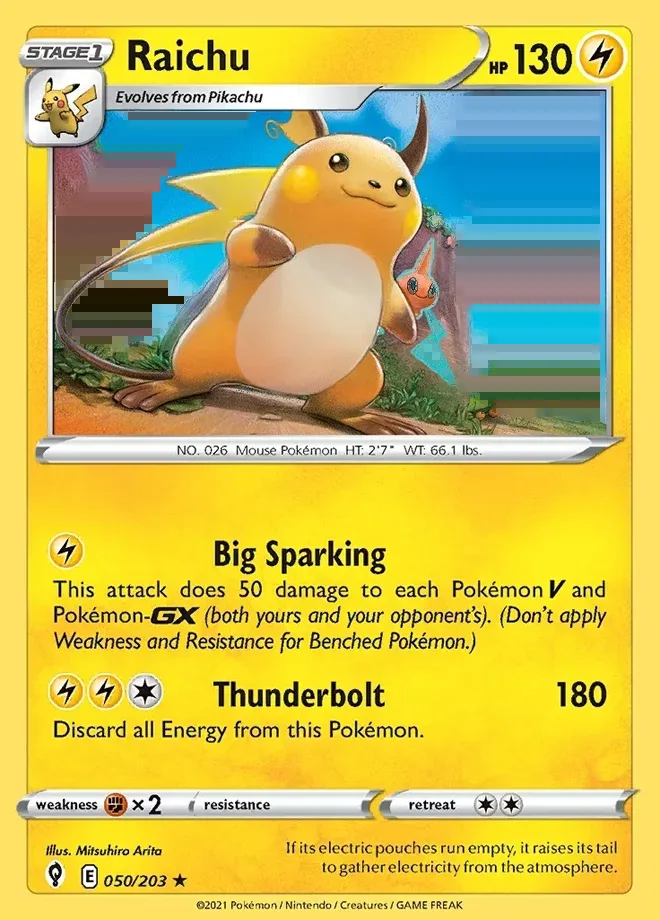 STAGE1 Raichu HP 130
Evolves from Pikachu
NO. 026 Mouse Pokémon HT: 2'7" WT: 66.1 lbs.
Big Sparking
This attack does 50 damage to each Pokémon V and
Pokémon-GX (both yours and your opponent's). (Don't apply
Weakness and Resistance for Benched Pokémon.)
Thunderbolt 180
Discard all Energy from this Pokémon.
weakness ×2 resistance retreat
Illus. Mitsuhiro Arita
If its electric pouches run empty, it raises its tail
to gather electricity from the atmosphere.
E 050/203 ★
©2021 Pokémon / Nintendo / Creatures / GAME FREAK